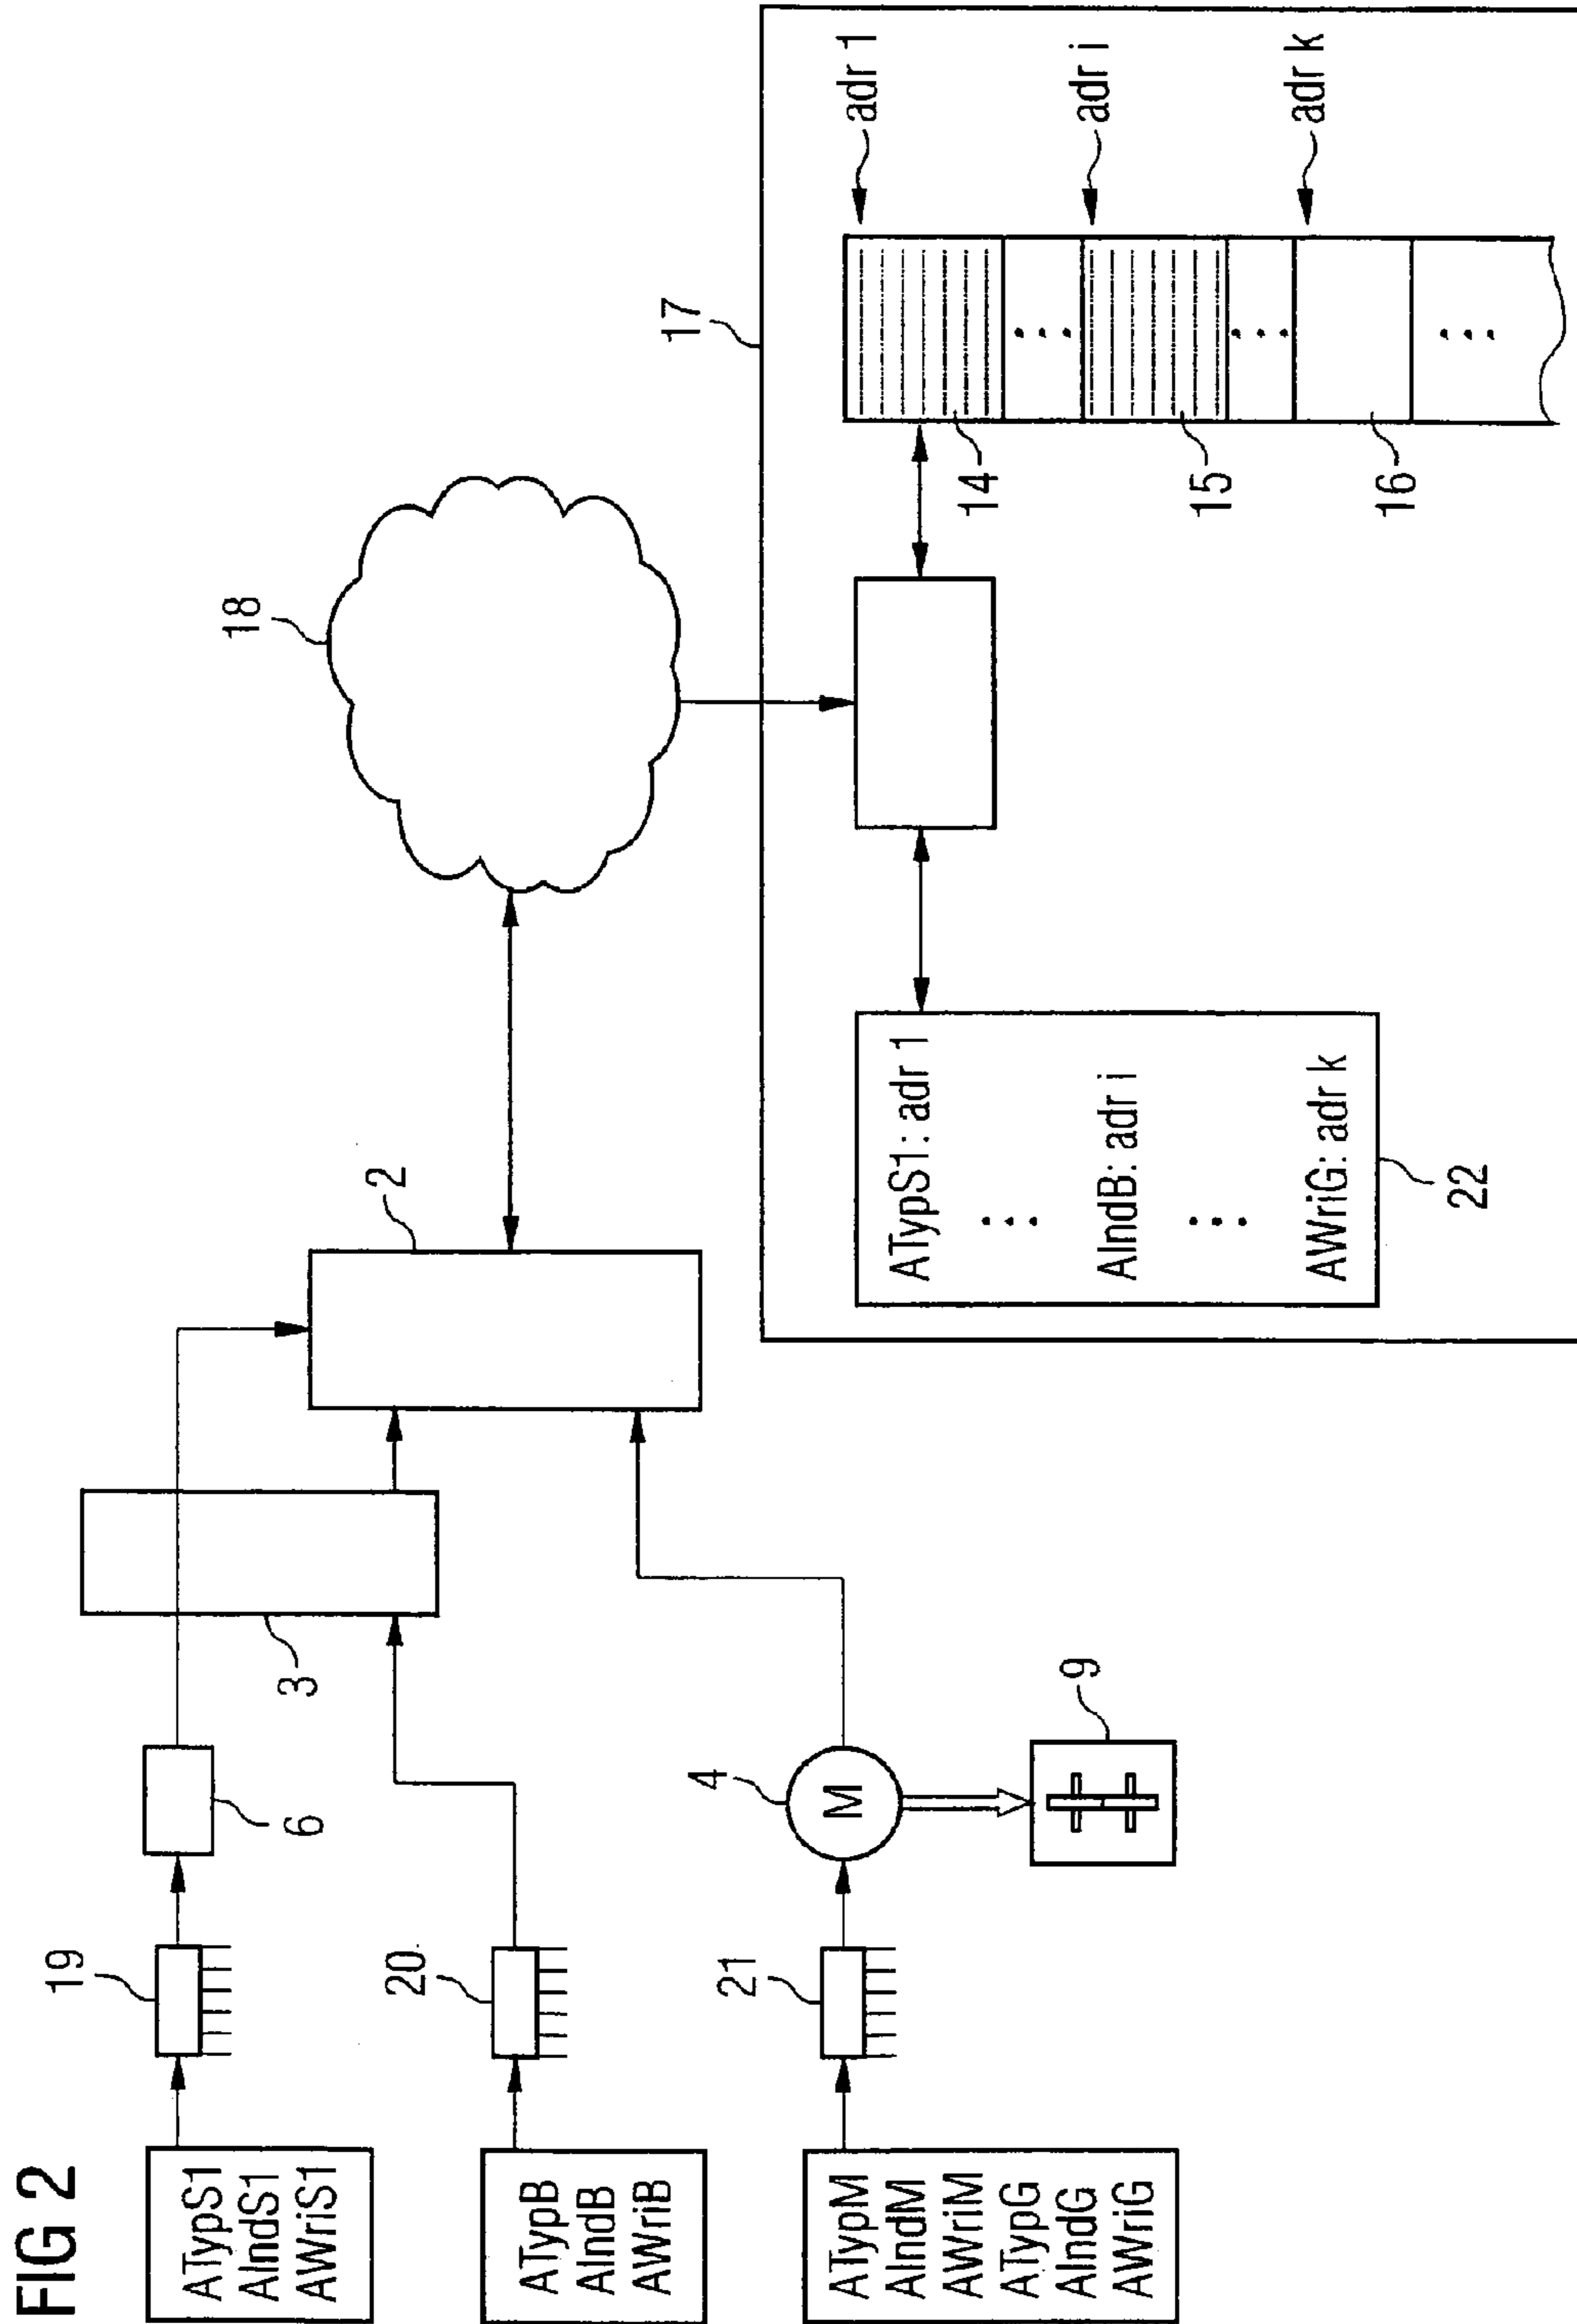 FIG 2
ATypS1
AIndS1
AWriS1
19
6
3
2
18
ATypB
AIndB
AWriB
20
ATypM
AIndM
AWriM
ATypG
AIndG
AWriG
21
4
M
9
17
ATypS1: adr 1
AIndB: adr i
AWriG: adr k
22
14
15
16
adr 1
adr i
adr k